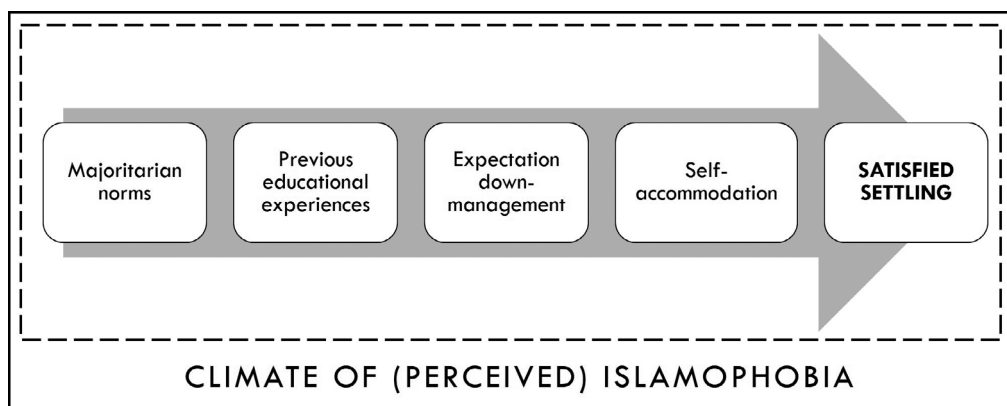 Majoritarian
norms
Previous
educational
experiences
Expectation
down-
management
Self-
accommodation
SATISFIED
SETTLING
CLIMATE OF (PERCEIVED) ISLAMOPHOBIA